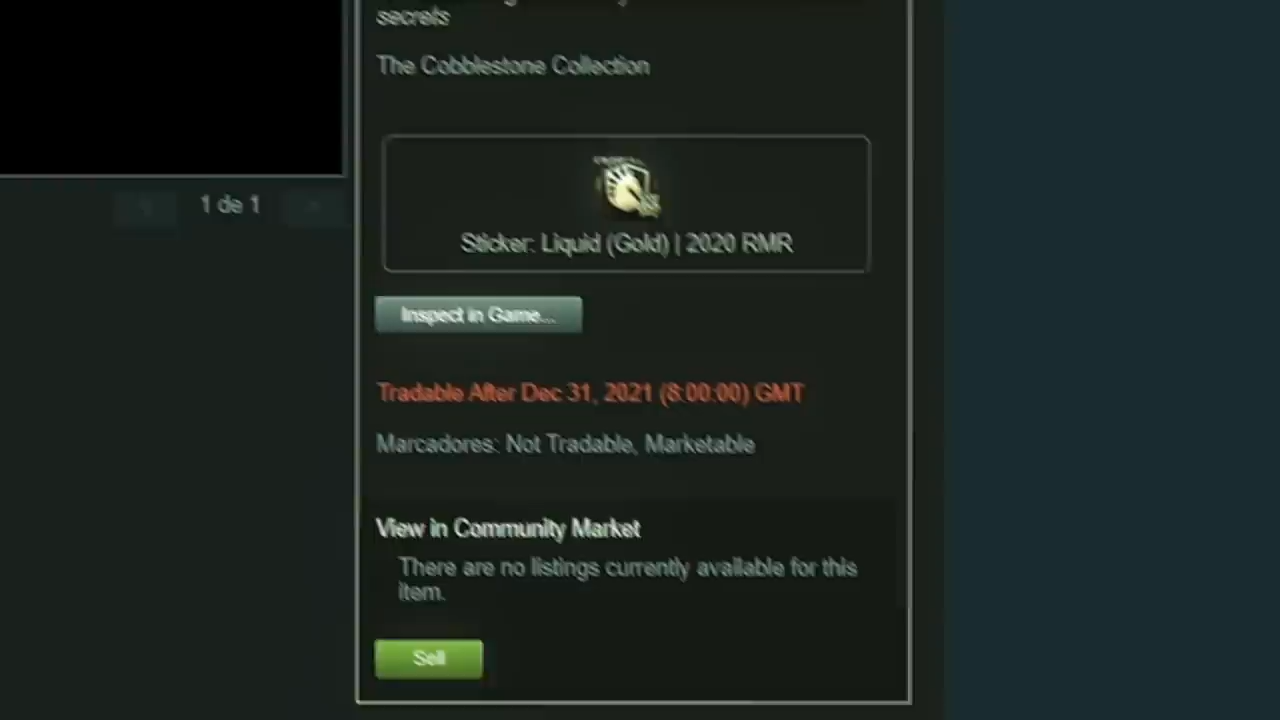 secrets
The Cobblestone Collection
1 de 1
Sticker: Liquid (Gold) | 2020 RMR
Inspect in Game...
Tradable After Dec 31, 2021 (8:00:00) GMT
Marcadores: Not Tradable, Marketable
View in Community Market
There are no listings currently available for this
item.
Sell